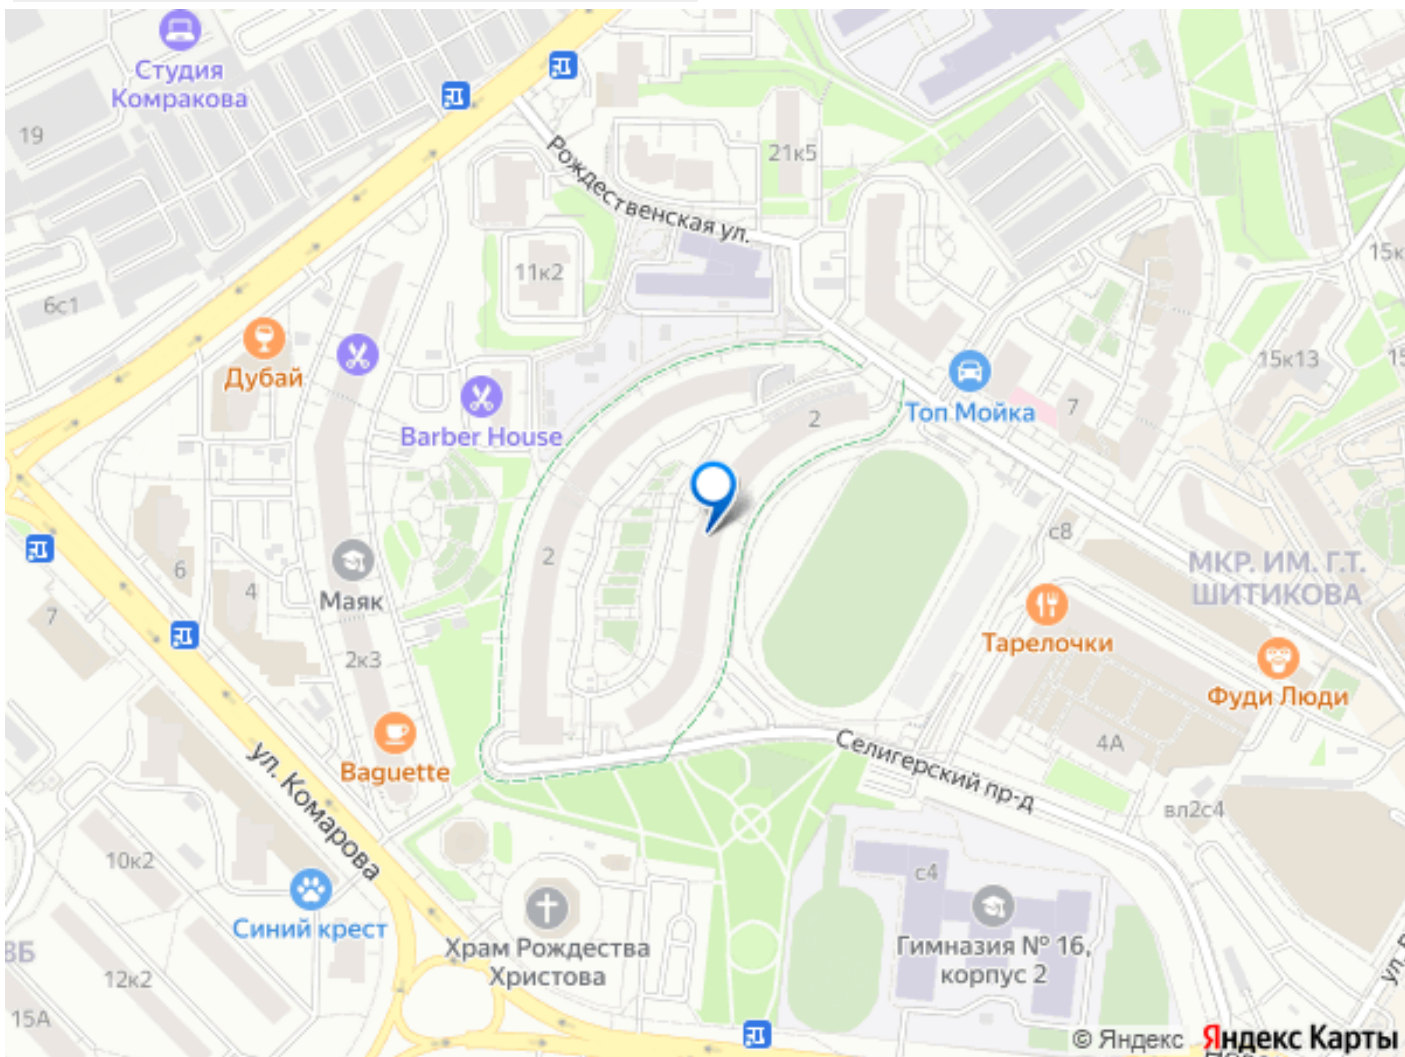 Студия
Комракова
19
21к5
Рождественская ул.
11к2
15к
6с1
Дубай
15к13
15
Топ Мойка
7
2
Barber House
с8
МКР. ИМ. Г.Т.
ШИТИКОВА
2
6
4
7
Маяк
Тарелочки
2к3
Фуди Люди
4А
Baguette
Селигерский пр-д
ул. Комарова
вл2с4
10к2
с4
Синий крест
Храм Рождества
Христова
Гимназия № 16,
корпус 2
12к2
15А
© Яндекс Яндекс Карты